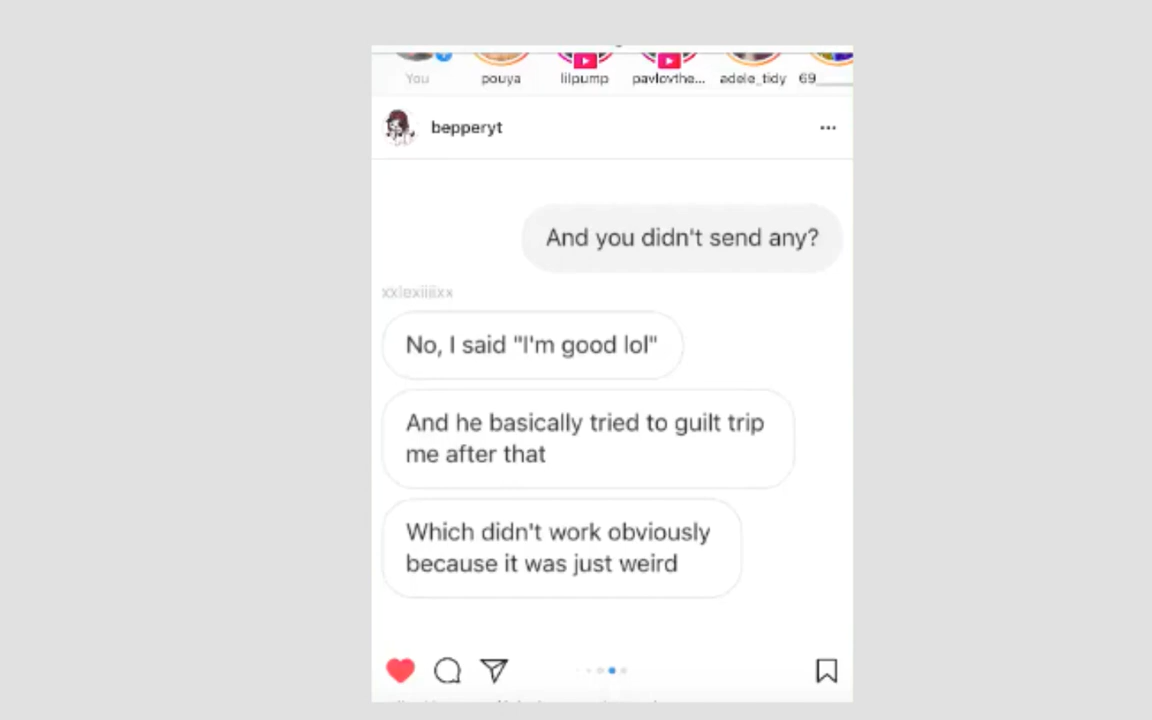 You pouya lilpump pavlovthe... adele_tidy 69____
bepperyt
And you didn't send any?
xxlexiiiixx
No, I said "I'm good lol"
And he basically tried to guilt trip
me after that
Which didn't work obviously
because it was just weird